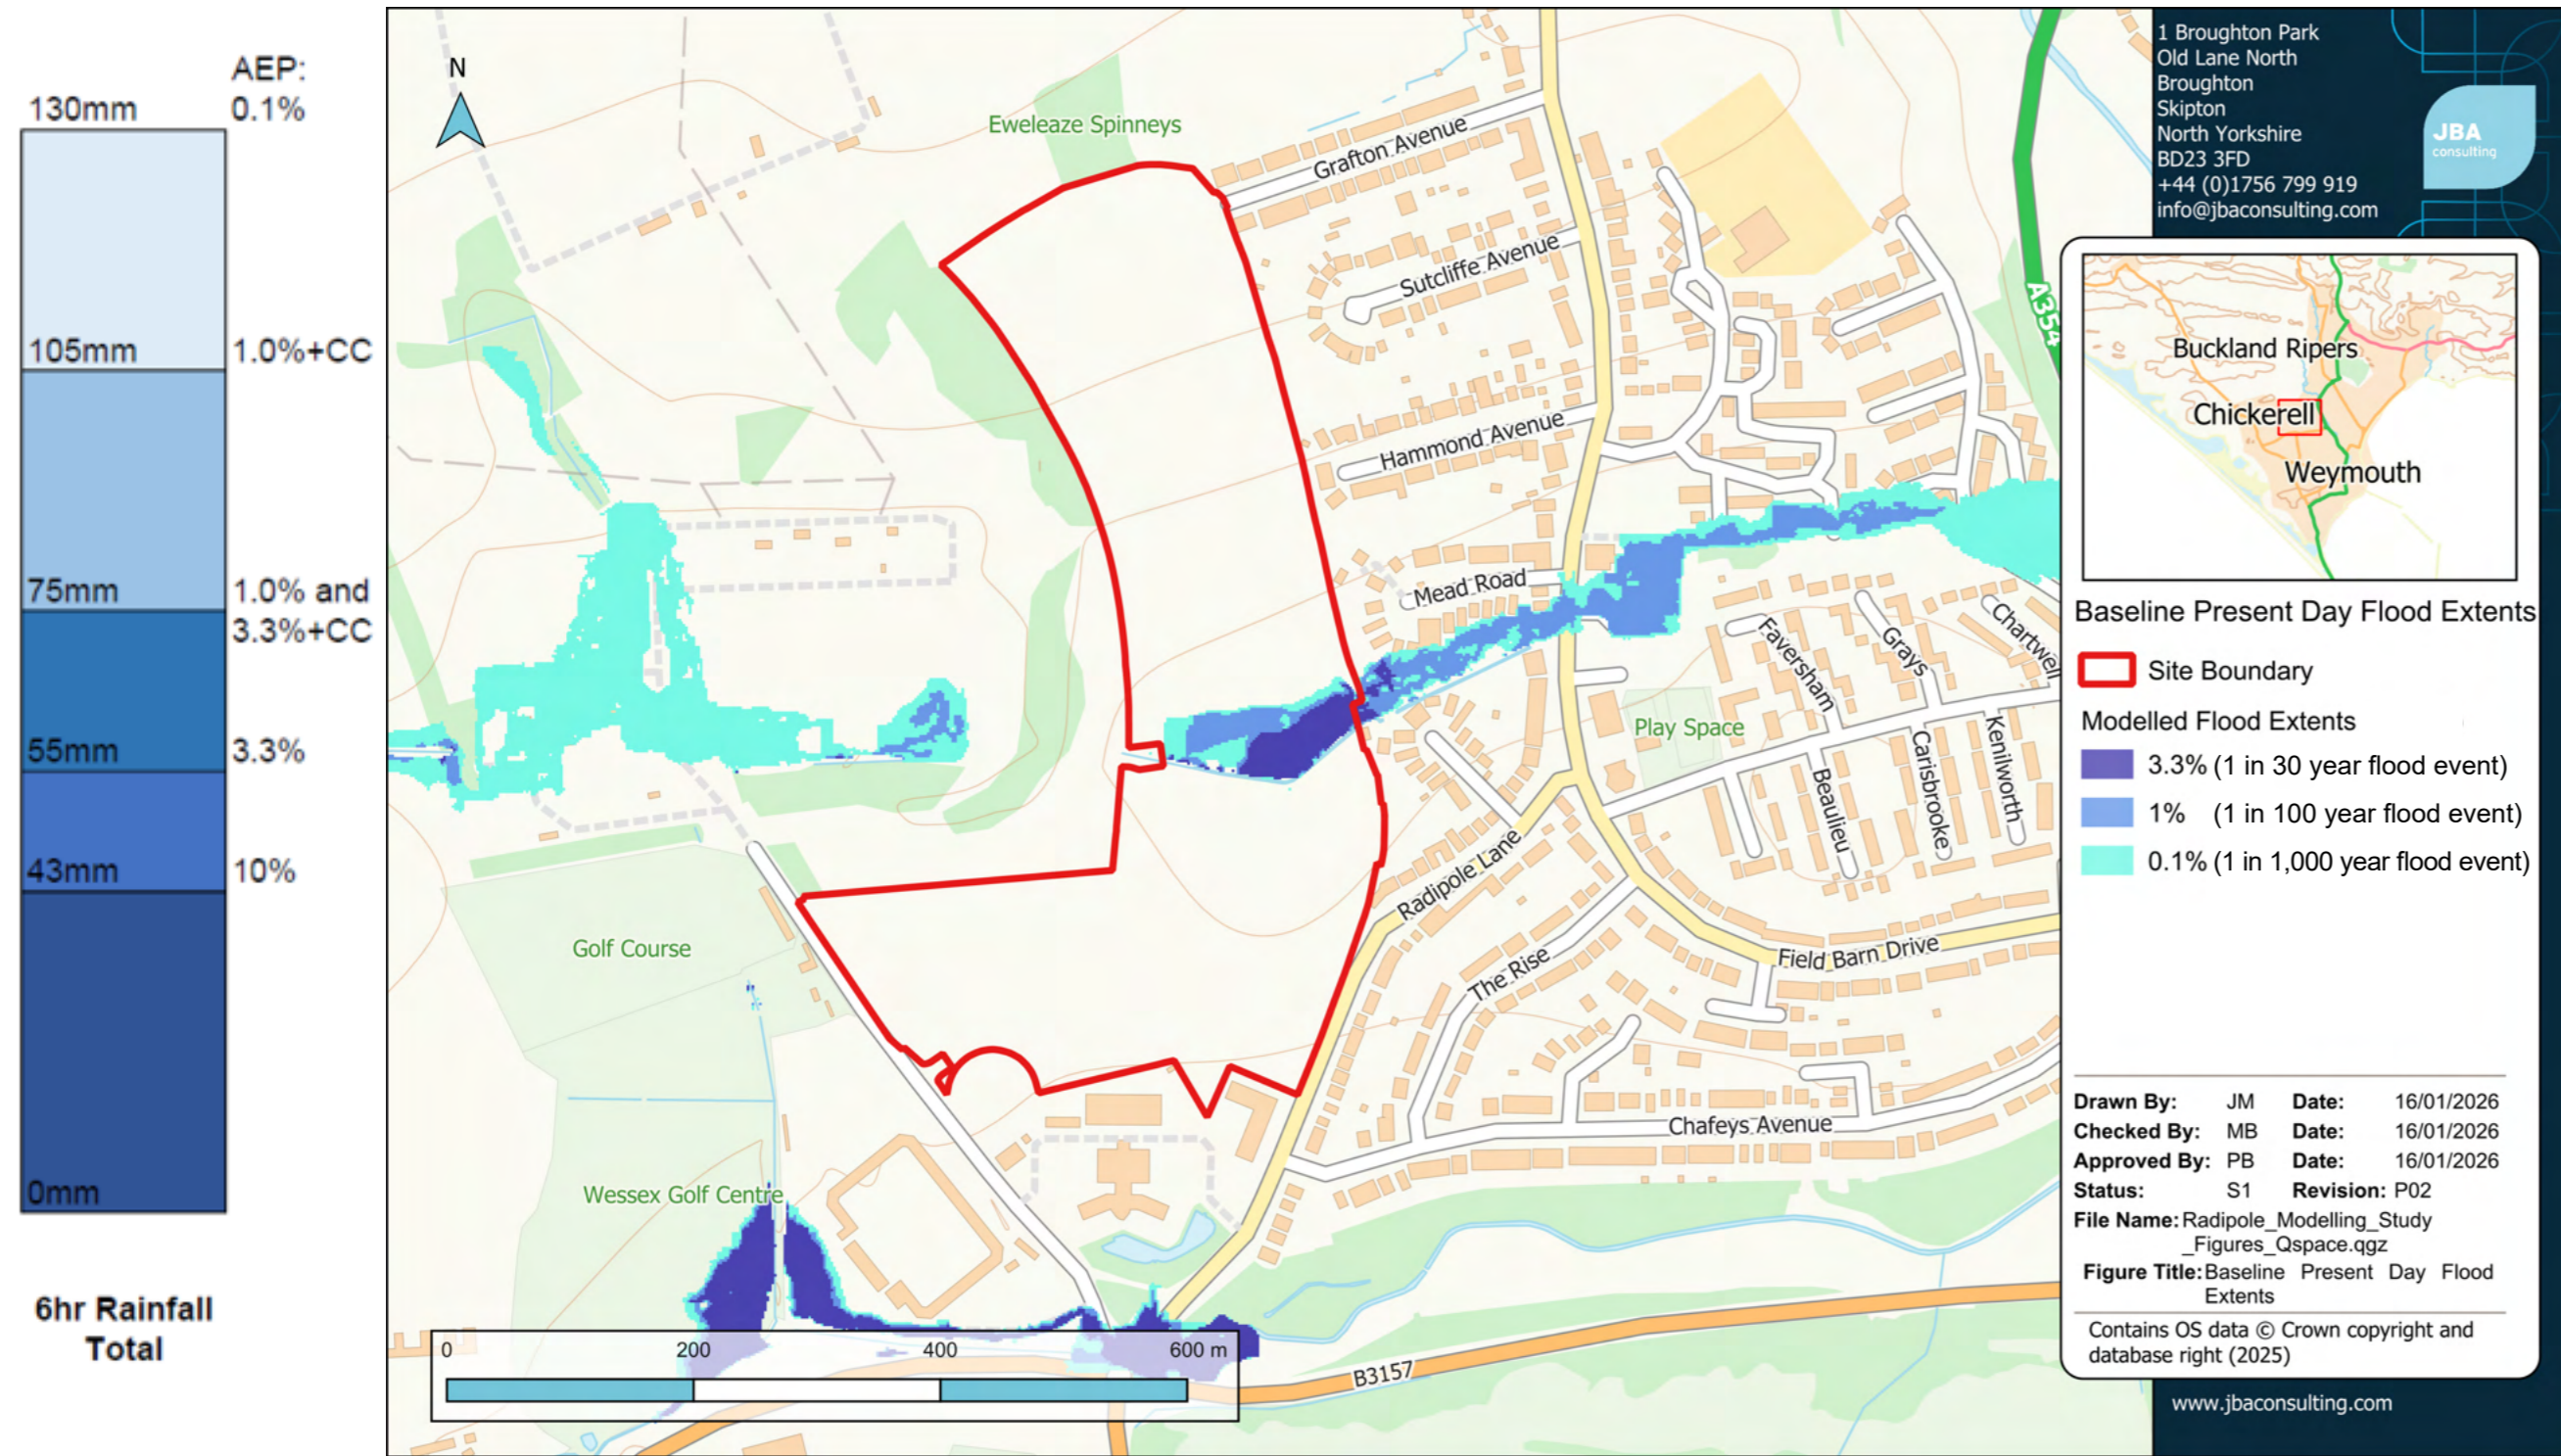 AEP:
130mm 0.1%
105mm 1.0%+CC
75mm 1.0% and
3.3%+CC
55mm 3.3%
43mm 10%
0mm
6hr Rainfall
Total
N
Eweleaze Spinneys
Grafton Avenue
Sutcliffe Avenue
Hammond Avenue
Mead Road
A354
Faversham
Grays
Chartwell
Play Space
Beaulieu
Carisbrooke
Kenilworth
Radipole Lane
Golf Course
The Rise
Field Barn Drive
Chafeys Avenue
Wessex Golf Centre
0 200 400 600 m
B3157
1 Broughton Park
Old Lane North
Broughton
Skipton
North Yorkshire
BD23 3FD
+44 (0)1756 799 919
info@jbaconsulting.com
JBA
consulting
Buckland Ripers
Chickerell
Weymouth
Baseline Present Day Flood Extents
Site Boundary
Modelled Flood Extents
3.3% (1 in 30 year flood event)
1% (1 in 100 year flood event)
0.1% (1 in 1,000 year flood event)
Drawn By: JM Date: 16/01/2026
Checked By: MB Date: 16/01/2026
Approved By: PB Date: 16/01/2026
Status: S1 Revision: P02
File Name: Radipole_Modelling_Study
_Figures_Qspace.qgz
Figure Title: Baseline Present Day Flood
Extents
Contains OS data © Crown copyright and
database right (2025)
www.jbaconsulting.com